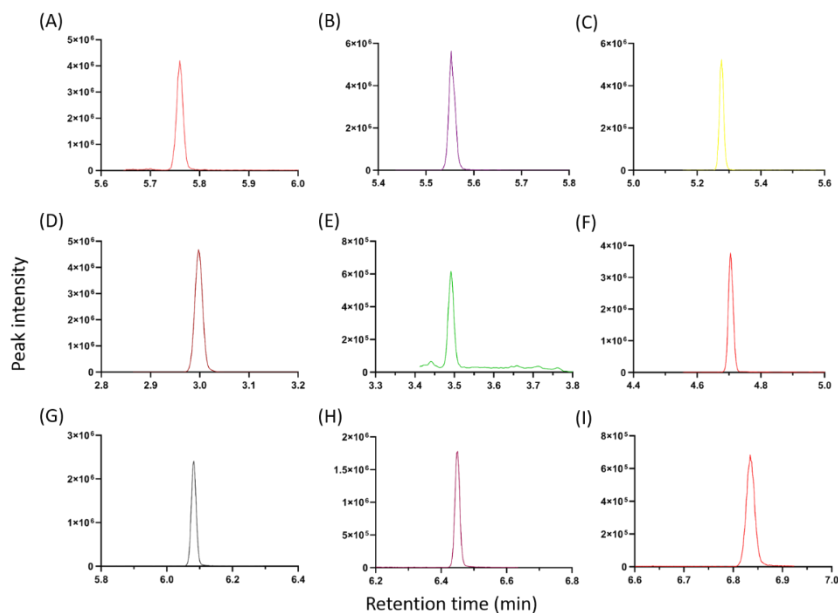 (A)
5×10⁶
4×10⁶
3×10⁶
2×10⁶
1×10⁶
0
5.6 5.7 5.8 5.9 6.0
(B)
6×10⁶
4×10⁶
2×10⁶
0
5.4 5.5 5.6 5.7 5.8
(C)
6×10⁶
4×10⁶
2×10⁶
0
5.0 5.2 5.4 5.6
(D)
5×10⁶
4×10⁶
3×10⁶
2×10⁶
1×10⁶
0
2.8 2.9 3.0 3.1 3.2
(E)
8×10⁵
6×10⁵
4×10⁵
2×10⁵
0
3.3 3.5 3.6 3.7 3.8
(F)
4×10⁶
3×10⁶
2×10⁶
1×10⁶
0
4.4 4.6 4.8 5.0
Peak intensity
(G)
3×10⁶
2×10⁶
1×10⁶
0
5.8 6.0 6.2 6.4
(H)
2×10⁶
1.5×10⁶
1×10⁶
5×10⁵
0
6.2 6.4 6.6 6.8
(I)
8×10⁵
6×10⁵
4×10⁵
2×10⁵
0
6.6 6.7 6.8 6.9 7.0
Retention time (min)